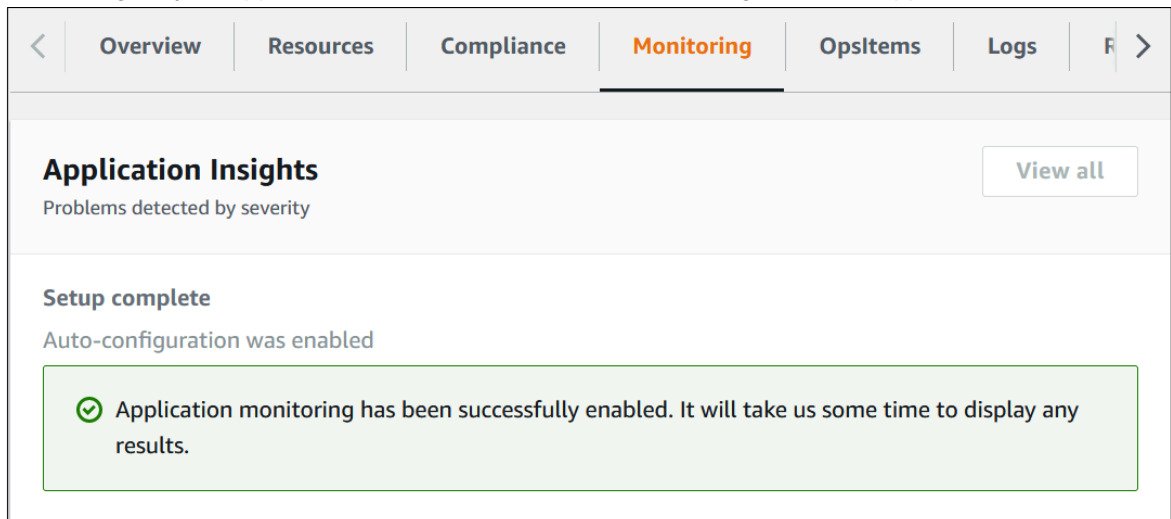 Overview Resources Compliance Monitoring OpsItems Logs
Application Insights
View all
Problems detected by severity
Setup complete
Auto-configuration was enabled
Application monitoring has been successfully enabled. It will take us some time to display any
results.